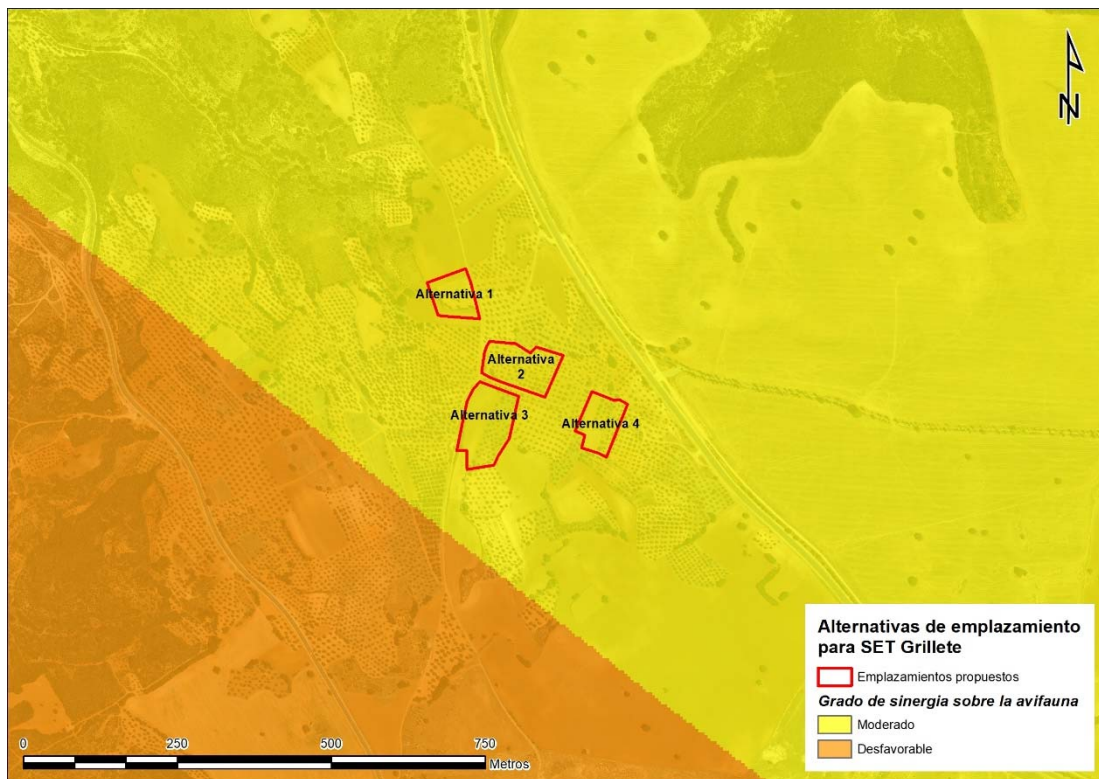 N
Alternativa 1
Alternativa
2
Alternativa 3
Alternativa 4
Alternativas de emplazamiento
para SET Grillete
Emplazamientos propuestos
Grado de sinergia sobre la avifauna
Moderado
Desfavorable
0 250 500 750
Metros